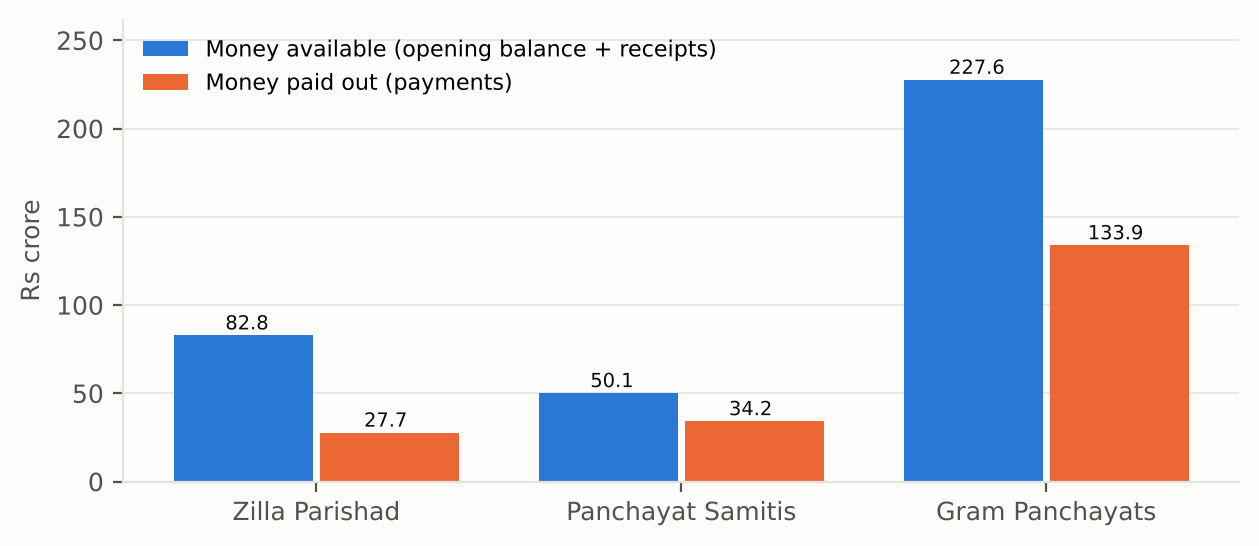 Rs crore
250
200
150
100
50
0
Money available (opening balance + receipts)
Money paid out (payments)
82.8
27.7
50.1
34.2
227.6
133.9
Zilla Parishad
Panchayat Samitis
Gram Panchayats